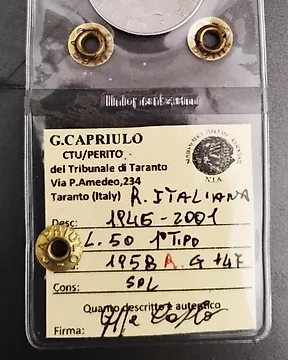 G.CAPRIULO
CTU/PERITO
del Tribunale di Taranto
Via P.Amedeo,234
Taranto (Italy) R. ITALIANA
N.I.A.
Desc: 1946-2001
L. 50 1° TIPO
1958 R. G +47
Cons: SPL
Quanto descritto è autentico
Firma: